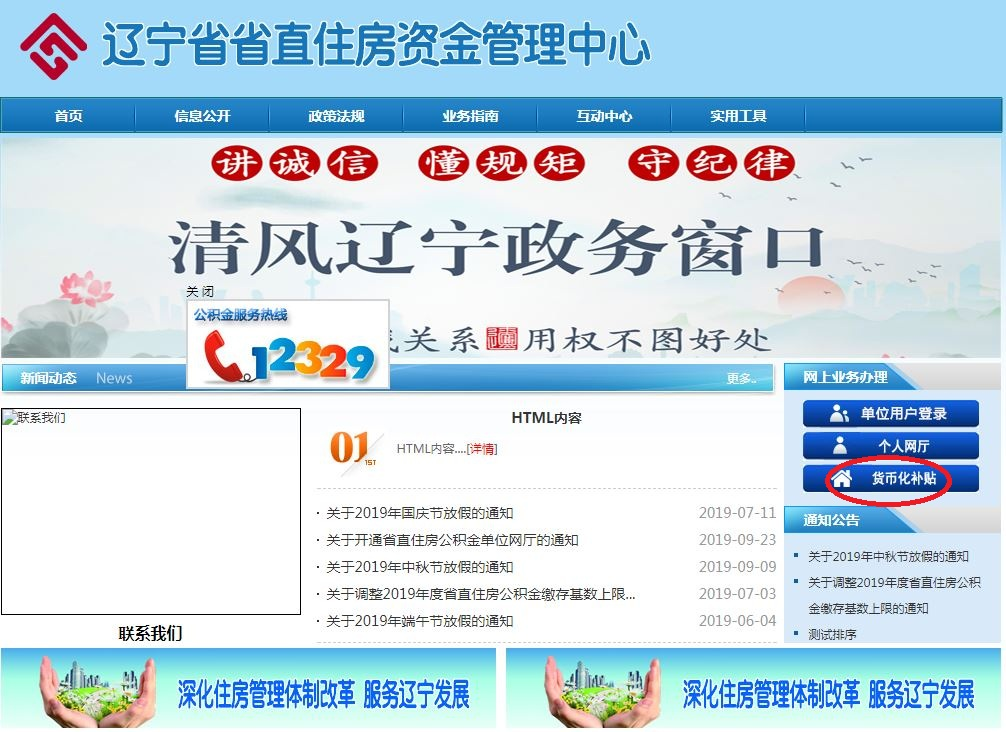 辽宁省省直住房资金管理中心
首页 信息公开 政策法规 业务指南 互动中心 实用工具
讲诚信 懂规矩 守纪律
清风辽宁政务窗口
关闭
公积金服务热线
12329
关系 用权不图好处
新闻动态 News 更多..
网上业务办理
单位用户登录
个人网厅
货币化补贴
联系我们
HTML内容
01 1ST
HTML内容....[详情]
· 关于2019年国庆节放假的通知 2019-07-11
· 关于开通省直住房公积金单位网厅的通知 2019-09-23
· 关于2019年中秋节放假的通知 2019-09-09
· 关于调整2019年度省直住房公积金缴存基数上限... 2019-07-03
· 关于2019年端午节放假的通知 2019-06-04
联系我们
通知公告
关于2019年中秋节放假的通知
关于调整2019年度省直住房公积
金缴存基数上限的通知
测试排序
深化住房管理体制改革 服务辽宁发展
深化住房管理体制改革 服务辽宁发展